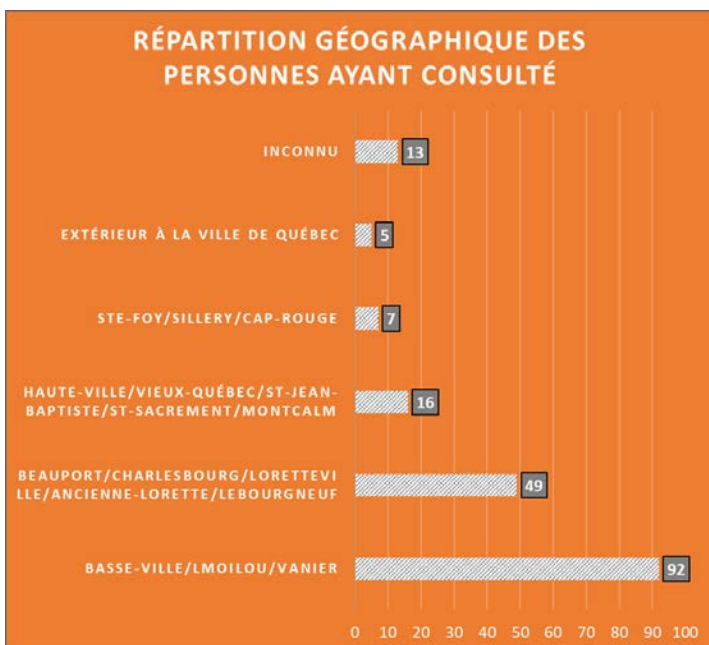 RÉPARTITION GÉOGRAPHIQUE DES
PERSONNES AYANT CONSULTÉ
INCONNU
13
EXTÉRIEUR À LA VILLE DE QUÉBEC
5
STE-FOY/SILLERY/CAP-ROUGE
7
HAUTE-VILLE/VIEUX-QUÉBEC/ST-JEAN-
BAPTISTE/ST-SACREMENT/MONTCALM
16
BEAUPORT/CHARLESBOURG/LORETTEVI
LLE/ANCIENNE-LORETTE/LEBOURGNEUF
49
BASSE-VILLE/LMOILOU/VANIER
92
0 10 20 30 40 50 60 70 80 90 100